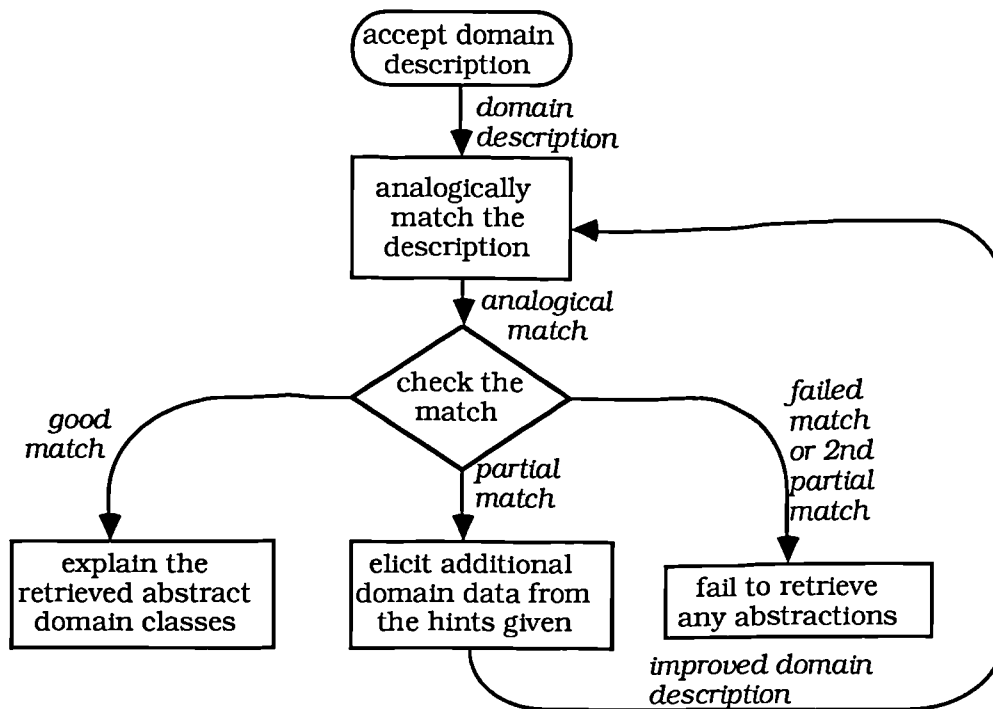 accept domain
description
domain
description
analogically
match the
description
analogical
match
check the
match
good
match
partial
match
failed
match
or 2nd
partial
match
explain the
retrieved abstract
domain classes
elicit additional
domain data from
the hints given
fail to retrieve
any abstractions
improved domain
description